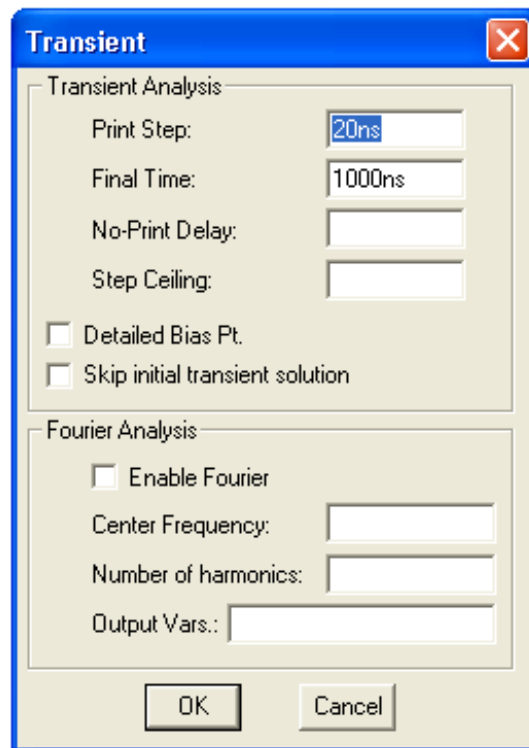 Transient
Transient Analysis
Print Step: 20ns
Final Time: 1000ns
No-Print Delay:
Step Ceiling:
Detailed Bias Pt.
Skip initial transient solution
Fourier Analysis
Enable Fourier
Center Frequency:
Number of harmonics:
Output Vars.:
OK Cancel